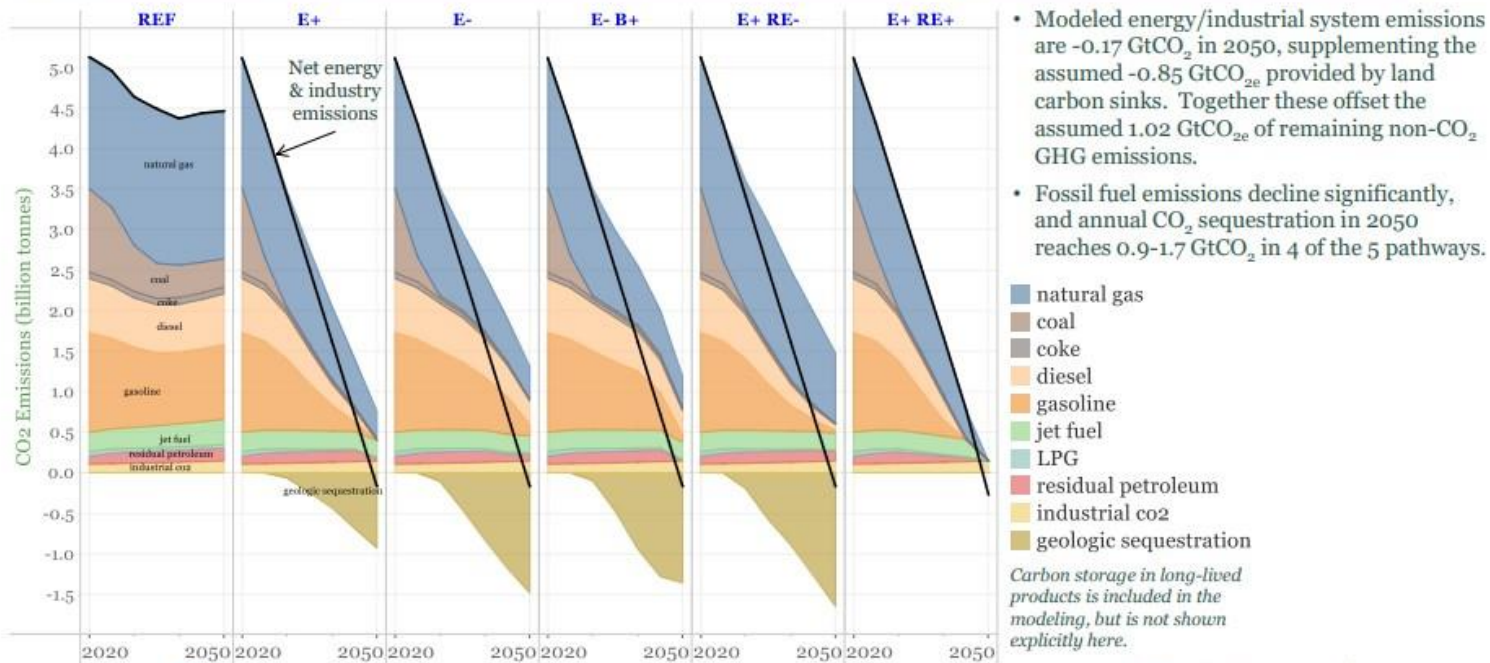 REF
E+
E-
E- B+
E+ RE-
E+ RE+
CO2 Emissions (billion tonnes)
5.0
4.5
4.0
3.5
3.0
2.5
2.0
1.5
1.0
0.5
0.0
-0.5
-1.0
-1.5
natural gas
coal
coke
diesel
gasoline
jet fuel
residual petroleum
industrial co2
Net energy
& industry
emissions
geologic sequestration
2020
2050
2020
2050
2020
2050
2020
2050
2020
2050
2020
2050
• Modeled energy/industrial system emissions
are -0.17 GtCO2 in 2050, supplementing the
assumed -0.85 GtCO2e provided by land
carbon sinks. Together these offset the
assumed 1.02 GtCO2e of remaining non-CO2
GHG emissions.
• Fossil fuel emissions decline significantly,
and annual CO2 sequestration in 2050
reaches 0.9-1.7 GtCO2 in 4 of the 5 pathways.
natural gas
coal
coke
diesel
gasoline
jet fuel
LPG
residual petroleum
industrial co2
geologic sequestration
Carbon storage in long-lived
products is included in the
modeling, but is not shown
explicitly here.